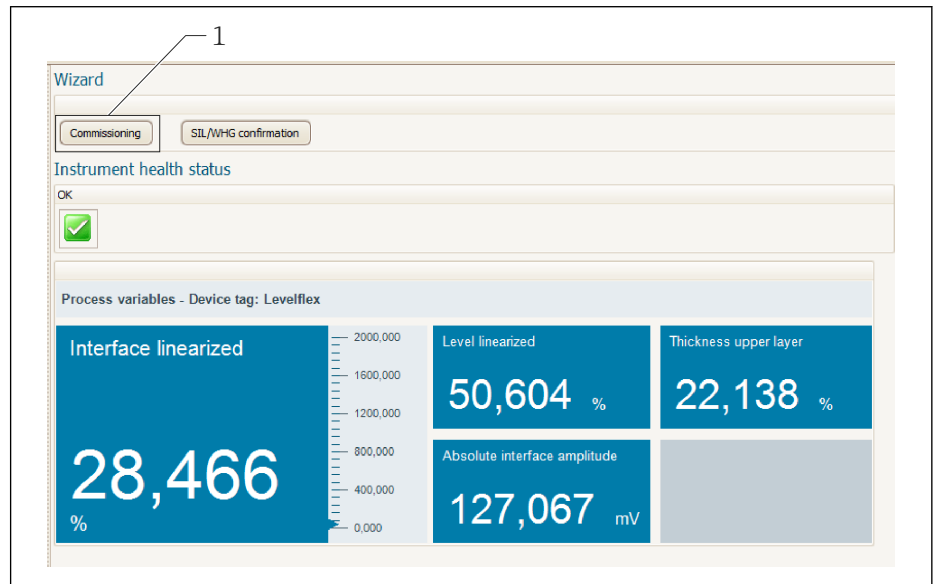 1
Wizard
Commissioning
SIL/WHG confirmation
Instrument health status
OK
Process variables - Device tag: Levelflex
Interface linearized
28,466
%
2000,000
1600,000
1200,000
800,000
400,000
0,000
Level linearized
50,604 %
Thickness upper layer
22,138 %
Absolute interface amplitude
127,067 mV